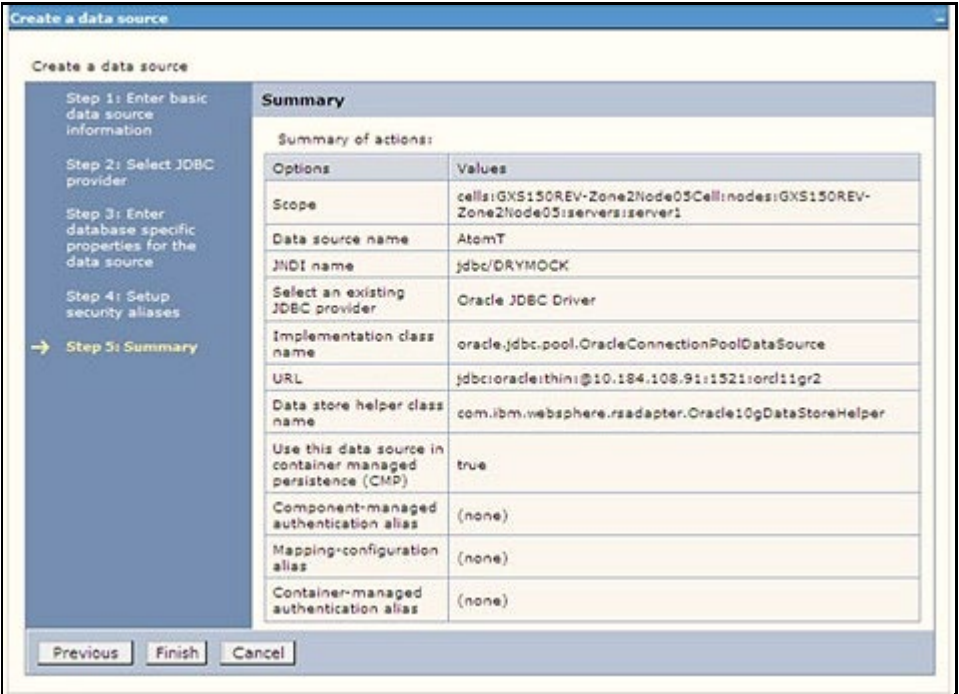 Create a data source
Create a data source
Step 1: Enter basic
data source
information
Step 2: Select JDBC
provider
Step 3: Enter
database specific
properties for the
data source
Step 4: Setup
security aliases
Step 5: Summary
Summary
Summary of actions:
Options Values
Scope cells:GXS150REV-Zone2Node05Cell:nodes:GXS150REV-
Zone2Node05:servers:server1
Data source name AtomT
JNDI name jdbc/DRYMOCK
Select an existing
JDBC provider Oracle JDBC Driver
Implementation class
name oracle.jdbc.pool.OracleConnectionPoolDataSource
URL jdbc:oracle:thin:@10.184.108.91:1521:orcl11gr2
Data store helper class
name com.ibm.websphere.rsadapter.Oracle10gDataStoreHelper
Use this data source in
container managed
persistence (CMP) true
Component-managed
authentication alias (none)
Mapping-configuration
alias (none)
Container-managed
authentication alias (none)
Previous Finish Cancel